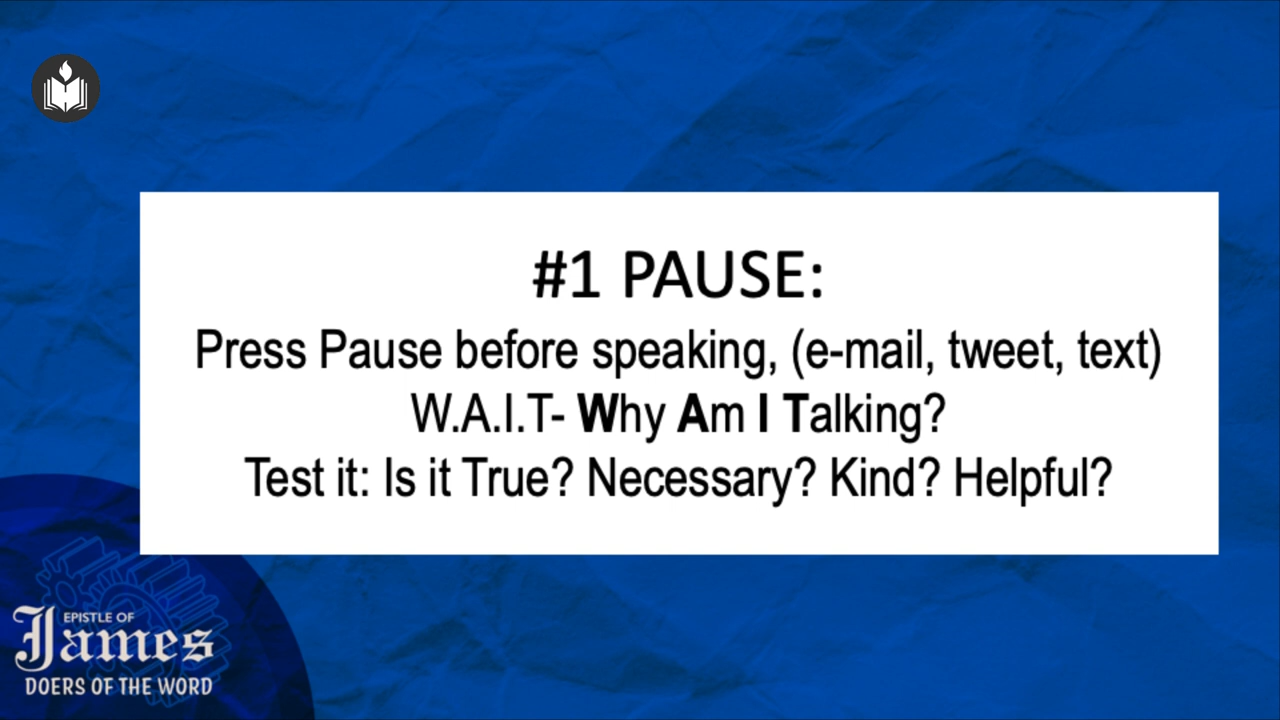 #1 PAUSE:
Press Pause before speaking, (e-mail, tweet, text)
W.A.I.T- Why Am I Talking?
Test it: Is it True? Necessary? Kind? Helpful?
EPISTLE OF
James
DOERS OF THE WORD